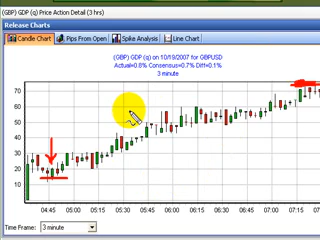 (GBP) GDP (q) Price Action Detail (3 hrs)
Release Charts
Candle Chart Pips From Open Spike Analysis Line Chart
(GBP) GDP (q) on 10/19/2007 for GBPUSD
Actual=0.8% Consensus=0.7% Diff=0.1%
3 minute
70
60
50
40
30
20
10
0
04:45 05:00 05:15 05:30 05:45 06:00 06:15 06:30 06:45 07:00 07:15
Time Frame: 3 minute